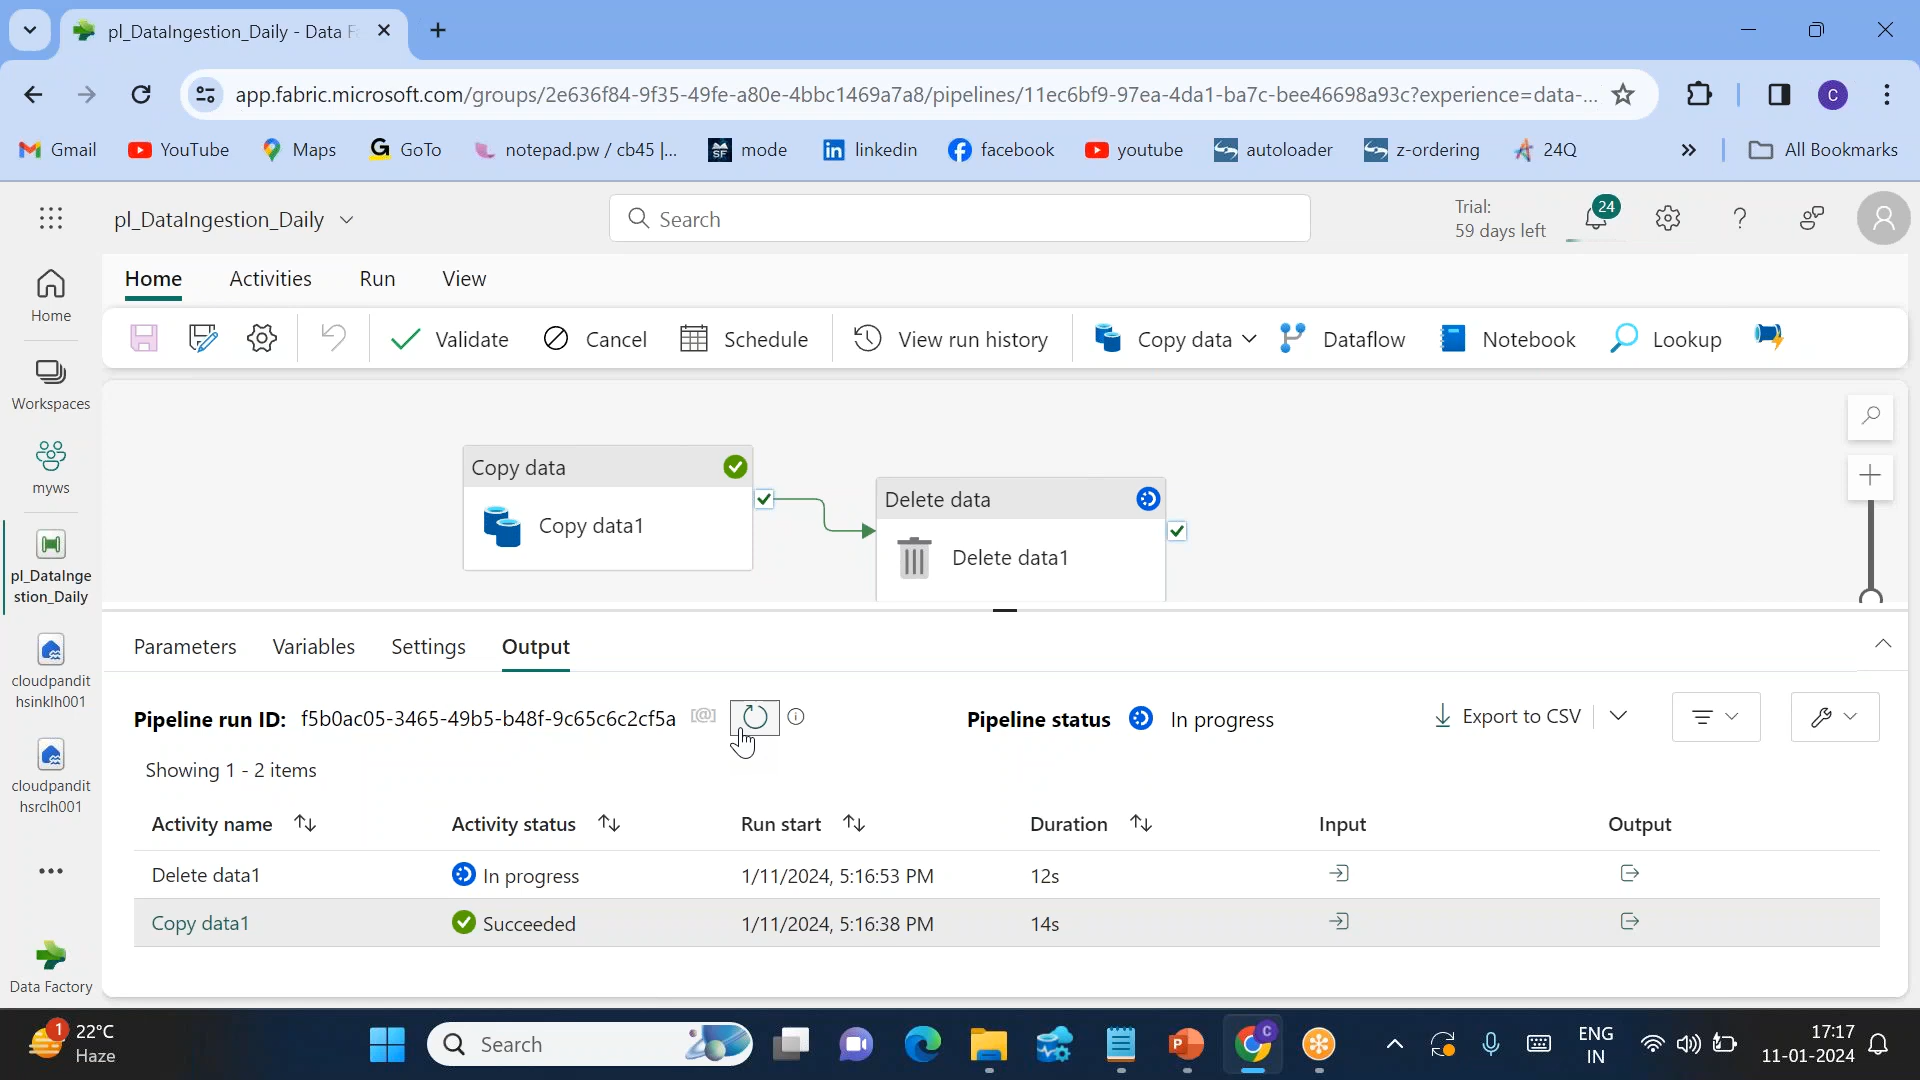 pl_DataIngestion_Daily - Data F
app.fabric.microsoft.com/groups/2e636f84-9f35-49fe-a80e-4bbc1469a7a8/pipelines/11ec6bf9-97ea-4da1-ba7c-bee46698a93c?experience=data-...
C
Gmail
YouTube
Maps
GoTo
notepad.pw / cb45 |...
mode
linkedin
facebook
youtube
autoloader
z-ordering
24Q
All Bookmarks
pl_DataIngestion_Daily
Search
Trial:
59 days left
24
Home
Activities
Run
View
Validate
Cancel
Schedule
View run history
Copy data
Dataflow
Notebook
Lookup
Home
Workspaces
myws
pl_DataInge
stion_Daily
cloudpandit
hsinklh001
cloudpandit
hsrclh001
Data Factory
Copy data
Copy data1
Delete data
Delete data1
Parameters
Variables
Settings
Output
Pipeline run ID: f5b0ac05-3465-49b5-b48f-9c65c6c2cf5a
Pipeline status In progress
Export to CSV
Showing 1 - 2 items
Activity name Activity status Run start Duration Input Output
Delete data1 In progress 1/11/2024, 5:16:53 PM 12s
Copy data1 Succeeded 1/11/2024, 5:16:38 PM 14s
1
22°C
Haze
Search
C
ENG
IN
17:17
11-01-2024